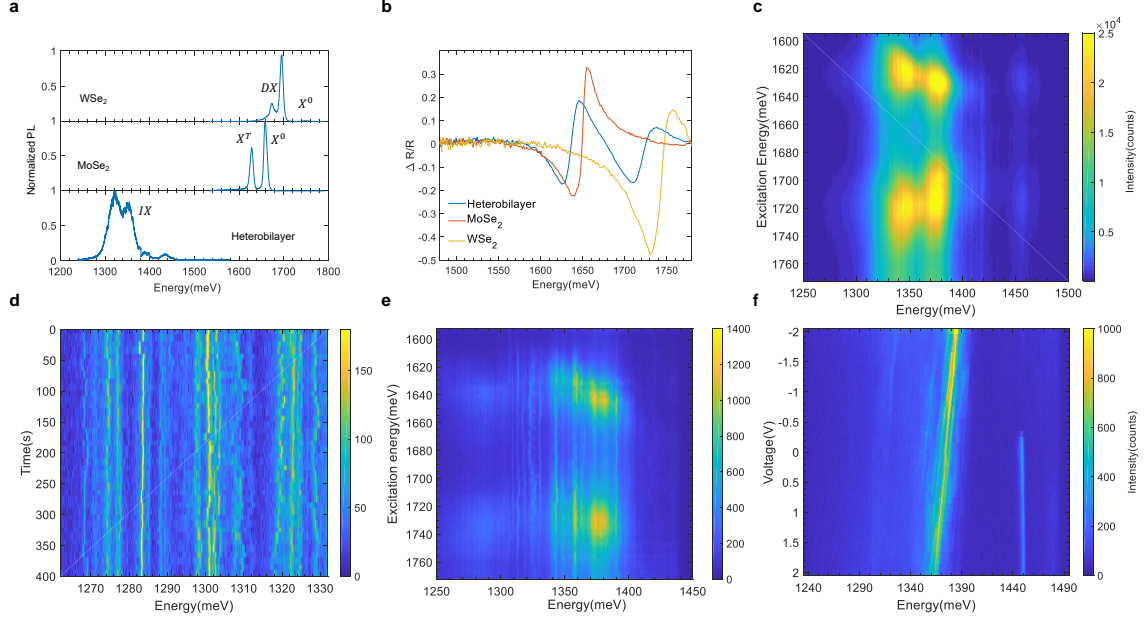 a
Normalized PL
1
0.5
1
0.5
1
0.5
0
WSe2
DX
X0
MoSe2
XT
X0
IX
Heterobilayer
1200 1300 1400 1500 1600 1700 1800
Energy(meV)
b
Δ R/R
0.3
0.2
0.1
0
-0.1
-0.2
-0.3
-0.4
-0.5
Heterobilayer
MoSe2
WSe2
1500 1550 1600 1650 1700 1750
Energy(meV)
c
Excitation Energy(meV)
1600
1620
1640
1660
1680
1700
1720
1740
1760
1250 1300 1350 1400 1450 1500
Energy(meV)
×10^4
2.5
2
1.5
1
0.5
Intensity(counts)
d
Time(s)
0
50
100
150
200
250
300
350
400
1270 1280 1290 1300 1310 1320 1330
Energy(meV)
150
100
50
0
e
Excitation energy(meV)
1600
1620
1640
1660
1680
1700
1720
1740
1760
1250 1300 1350 1400 1450
Energy(meV)
1400
1200
1000
800
600
400
200
0
f
Voltage(V)
-2
-1.5
-1
-0.5
0
0.5
1
1.5
2
1240 1290 1340 1390 1440 1490
Energy(meV)
1000
800
600
400
200
0
Intensity(counts)